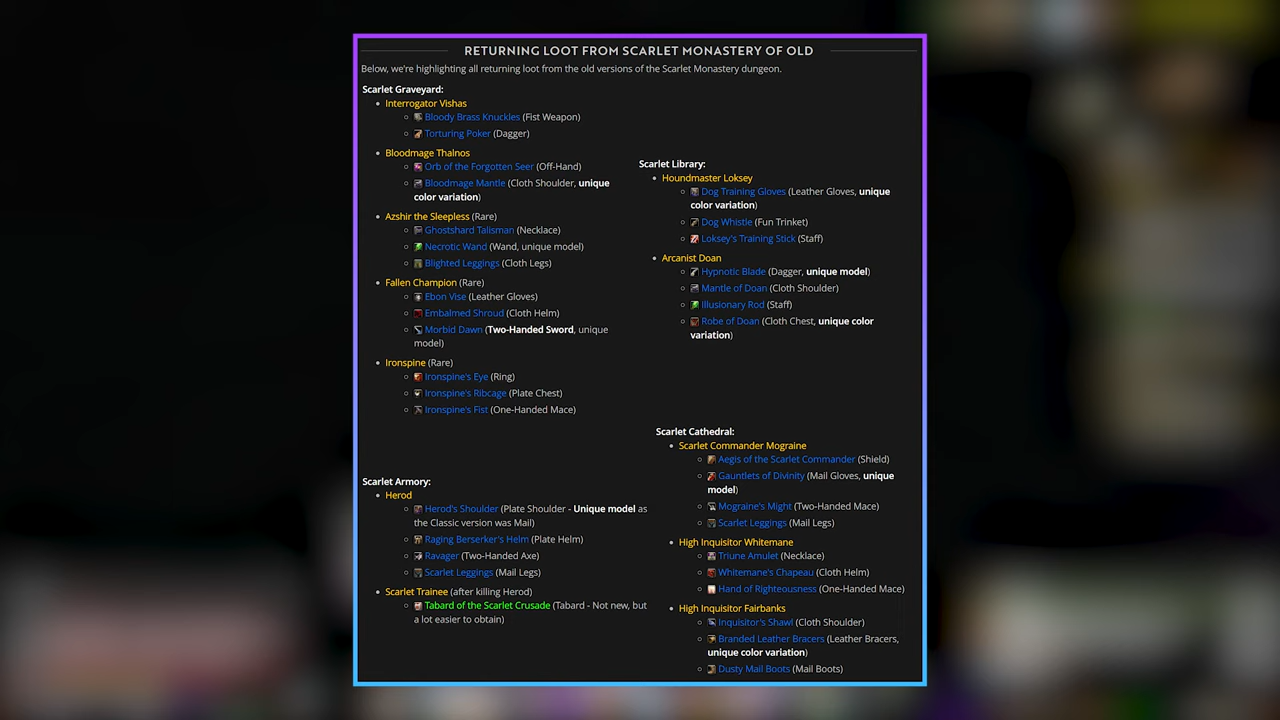 RETURNING LOOT FROM SCARLET MONASTERY OF OLD
Below, we're highlighting all returning loot from the old versions of the Scarlet Monastery dungeon.
Scarlet Graveyard:
Interrogator Vishas
Bloody Brass Knuckles (Fist Weapon)
Torturing Poker (Dagger)
Bloodmage Thalnos
Orb of the Forgotten Seer (Off-Hand)
Bloodmage Mantle (Cloth Shoulder, unique
color variation)
Azshir the Sleepless (Rare)
Ghostshard Talisman (Necklace)
Necrotic Wand (Wand, unique model)
Blighted Leggings (Cloth Legs)
Fallen Champion (Rare)
Ebon Vise (Leather Gloves)
Embalmed Shroud (Cloth Helm)
Morbid Dawn (Two-Handed Sword, unique
model)
Ironspine (Rare)
Ironspine's Eye (Ring)
Ironspine's Ribcage (Plate Chest)
Ironspine's Fist (One-Handed Mace)
Scarlet Armory:
Herod
Herod's Shoulder (Plate Shoulder - Unique model as
the Classic version was Mail)
Raging Berserker's Helm (Plate Helm)
Ravager (Two-Handed Axe)
Scarlet Leggings (Mail Legs)
Scarlet Trainee (after killing Herod)
Tabard of the Scarlet Crusade (Tabard - Not new, but
a lot easier to obtain)
Scarlet Library:
Houndmaster Loksey
Dog Training Gloves (Leather Gloves, unique
color variation)
Dog Whistle (Fun Trinket)
Loksey's Training Stick (Staff)
Arcanist Doan
Hypnotic Blade (Dagger, unique model)
Mantle of Doan (Cloth Shoulder)
Illusionary Rod (Staff)
Robe of Doan (Cloth Chest, unique color
variation)
Scarlet Cathedral:
Scarlet Commander Mograine
Aegis of the Scarlet Commander (Shield)
Gauntlets of Divinity (Mail Gloves, unique
model)
Mograine's Might (Two-Handed Mace)
Scarlet Leggings (Mail Legs)
High Inquisitor Whitemane
Triune Amulet (Necklace)
Whitemane's Chapeau (Cloth Helm)
Hand of Righteousness (One-Handed Mace)
High Inquisitor Fairbanks
Inquisitor's Shawl (Cloth Shoulder)
Branded Leather Bracers (Leather Bracers,
unique color variation)
Dusty Mail Boots (Mail Boots)